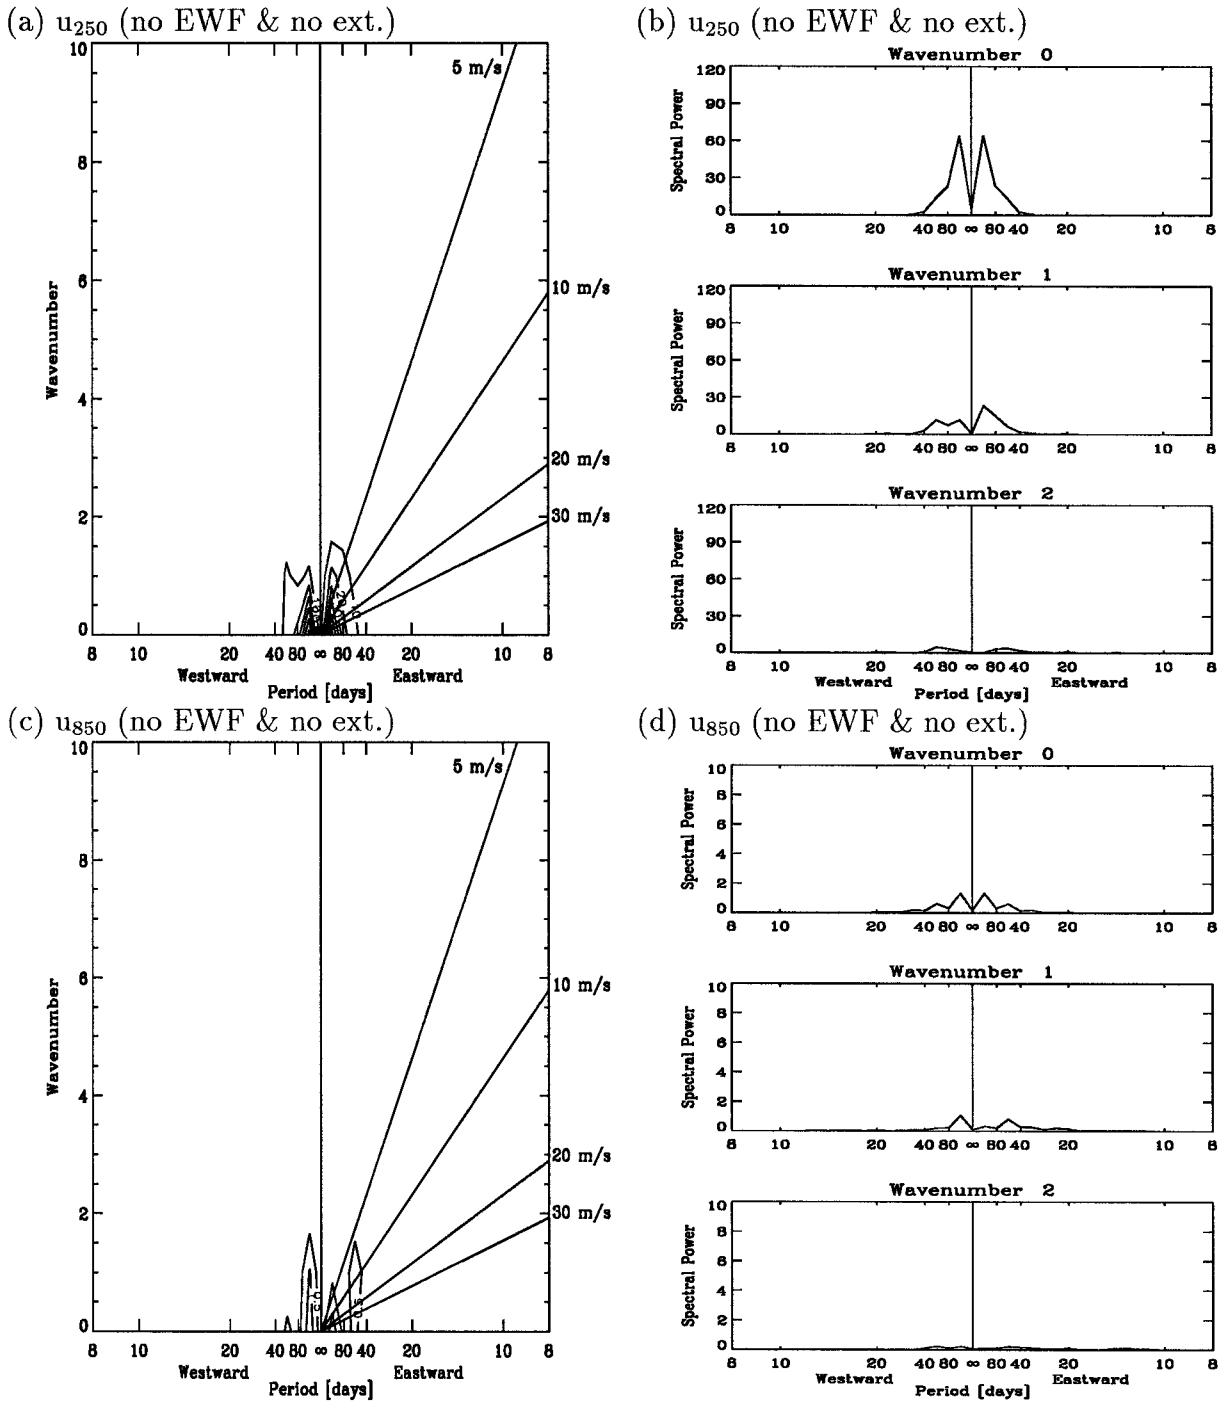 (a) u250 (no EWF & no ext.)
10
8
6
4
2
0
Wavenumber
5 m/s
10 m/s
20 m/s
30 m/s
8 10 20 40 80 ∞ 80 40 20 10 8
Westward Eastward
Period [days]
(b) u250 (no EWF & no ext.)
Wavenumber 0
120
90
60
30
0
Spectral Power
8 10 20 40 80 ∞ 80 40 20 10 8
Wavenumber 1
120
90
60
30
0
Spectral Power
8 10 20 40 80 ∞ 80 40 20 10 8
Wavenumber 2
120
90
60
30
0
Spectral Power
8 10 20 40 80 ∞ 80 40 20 10 8
Westward Eastward
Period [days]
(c) u850 (no EWF & no ext.)
10
8
6
4
2
0
Wavenumber
5 m/s
10 m/s
20 m/s
30 m/s
8 10 20 40 80 ∞ 80 40 20 10 8
Westward Eastward
Period [days]
(d) u850 (no EWF & no ext.)
Wavenumber 0
10
8
6
4
2
0
Spectral Power
8 10 20 40 80 ∞ 80 40 20 10 8
Wavenumber 1
10
8
6
4
2
0
Spectral Power
8 10 20 40 80 ∞ 80 40 20 10 8
Wavenumber 2
10
8
6
4
2
0
Spectral Power
8 10 20 40 80 ∞ 80 40 20 10 8
Westward Eastward
Period [days]